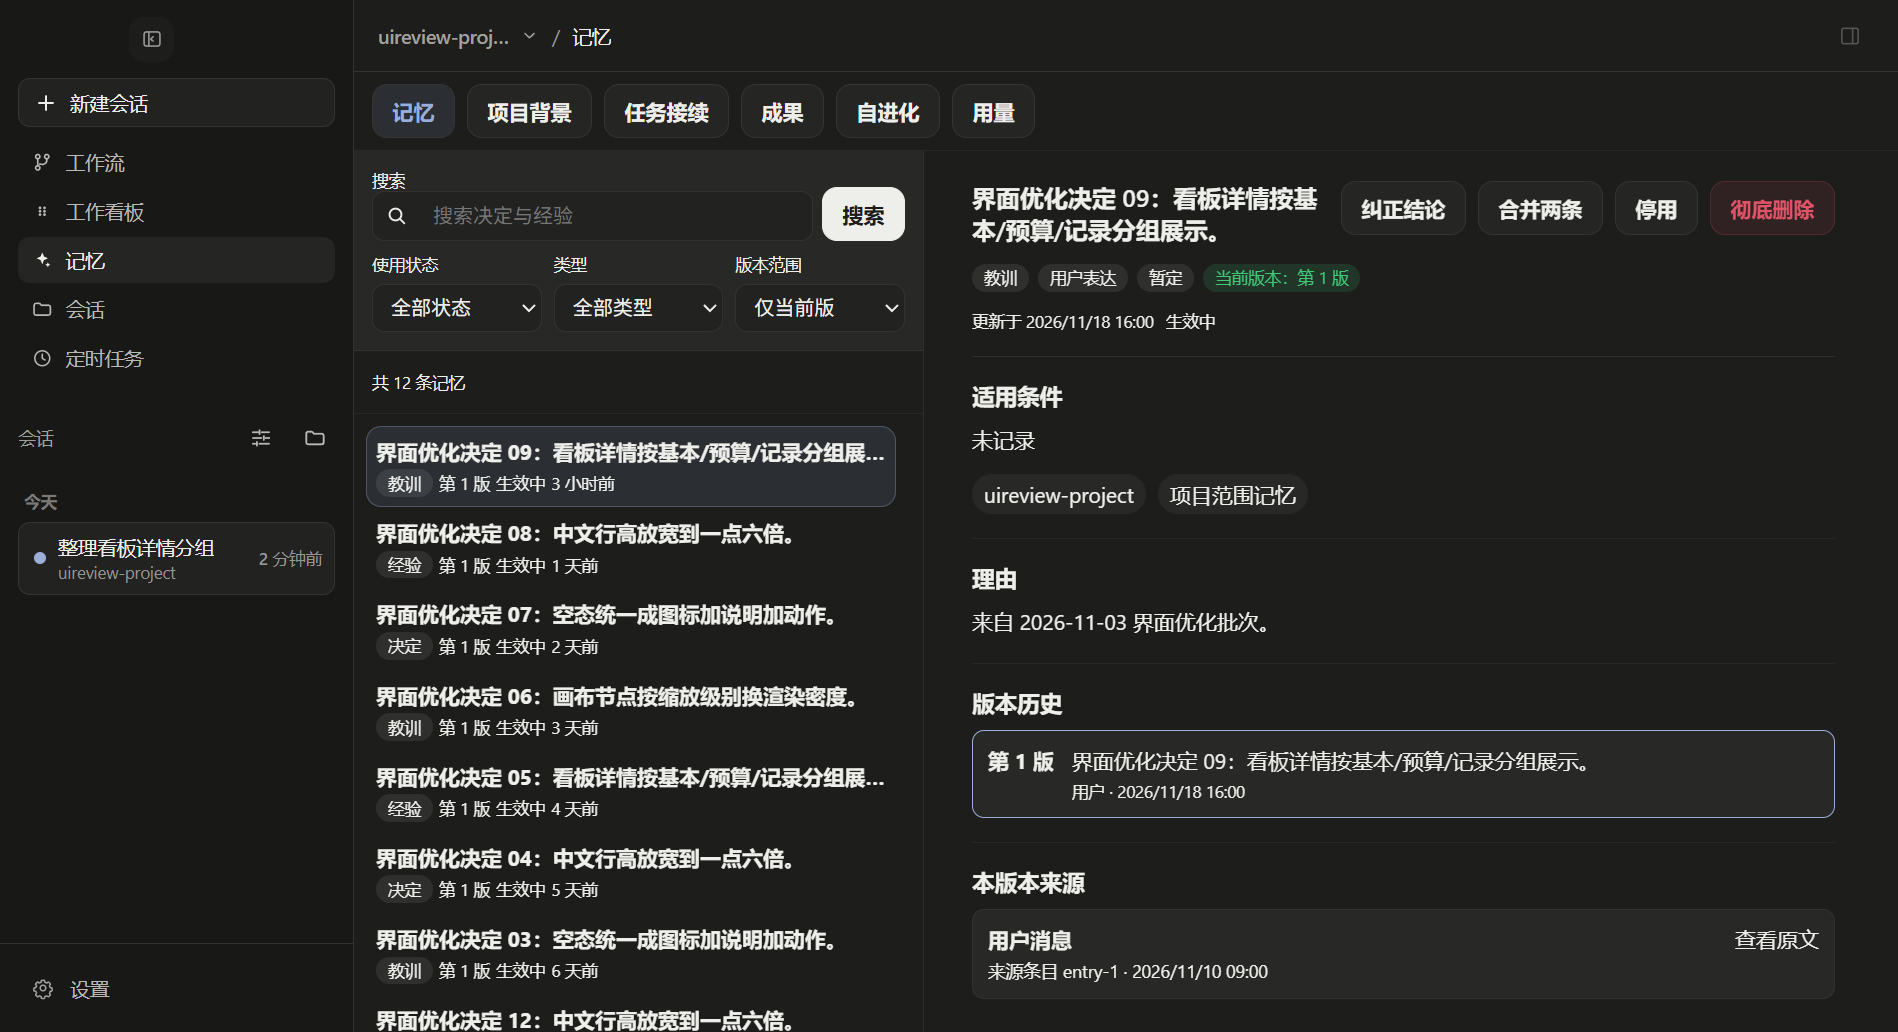 新建会话
工作流
工作看板
记忆
会话
定时任务
会话
今天
整理看板详情分组
uireview-project
2 分钟前
设置
uireview-proj... / 记忆
记忆
项目背景
任务接续
成果
自进化
用量
搜索
搜索决定与经验
搜索
使用状态
类型
版本范围
全部状态
全部类型
仅当前版
共 12 条记忆
界面优化决定 09：看板详情按基本/预算/记录分组展...
教训 第 1 版 生效中 3 小时前
界面优化决定 08：中文行高放宽到一点六倍。
经验 第 1 版 生效中 1 天前
界面优化决定 07：空态统一成图标加说明加动作。
决定 第 1 版 生效中 2 天前
界面优化决定 06：画布节点按缩放级别换渲染密度。
教训 第 1 版 生效中 3 天前
界面优化决定 05：看板详情按基本/预算/记录分组展...
经验 第 1 版 生效中 4 天前
界面优化决定 04：中文行高放宽到一点六倍。
决定 第 1 版 生效中 5 天前
界面优化决定 03：空态统一成图标加说明加动作。
教训 第 1 版 生效中 6 天前
界面优化决定 12：中文行高放宽到一点六倍。
界面优化决定 09：看板详情按基
本/预算/记录分组展示。
纠正结论
合并两条
停用
彻底删除
教训
用户表达
暂定
当前版本：第 1 版
更新于 2026/11/18 16:00 生效中
适用条件
未记录
uireview-project
项目范围记忆
理由
来自 2026-11-03 界面优化批次。
版本历史
第 1 版 界面优化决定 09：看板详情按基本/预算/记录分组展示。
用户 · 2026/11/18 16:00
本版本来源
用户消息
查看原文
来源条目 entry-1 · 2026/11/10 09:00